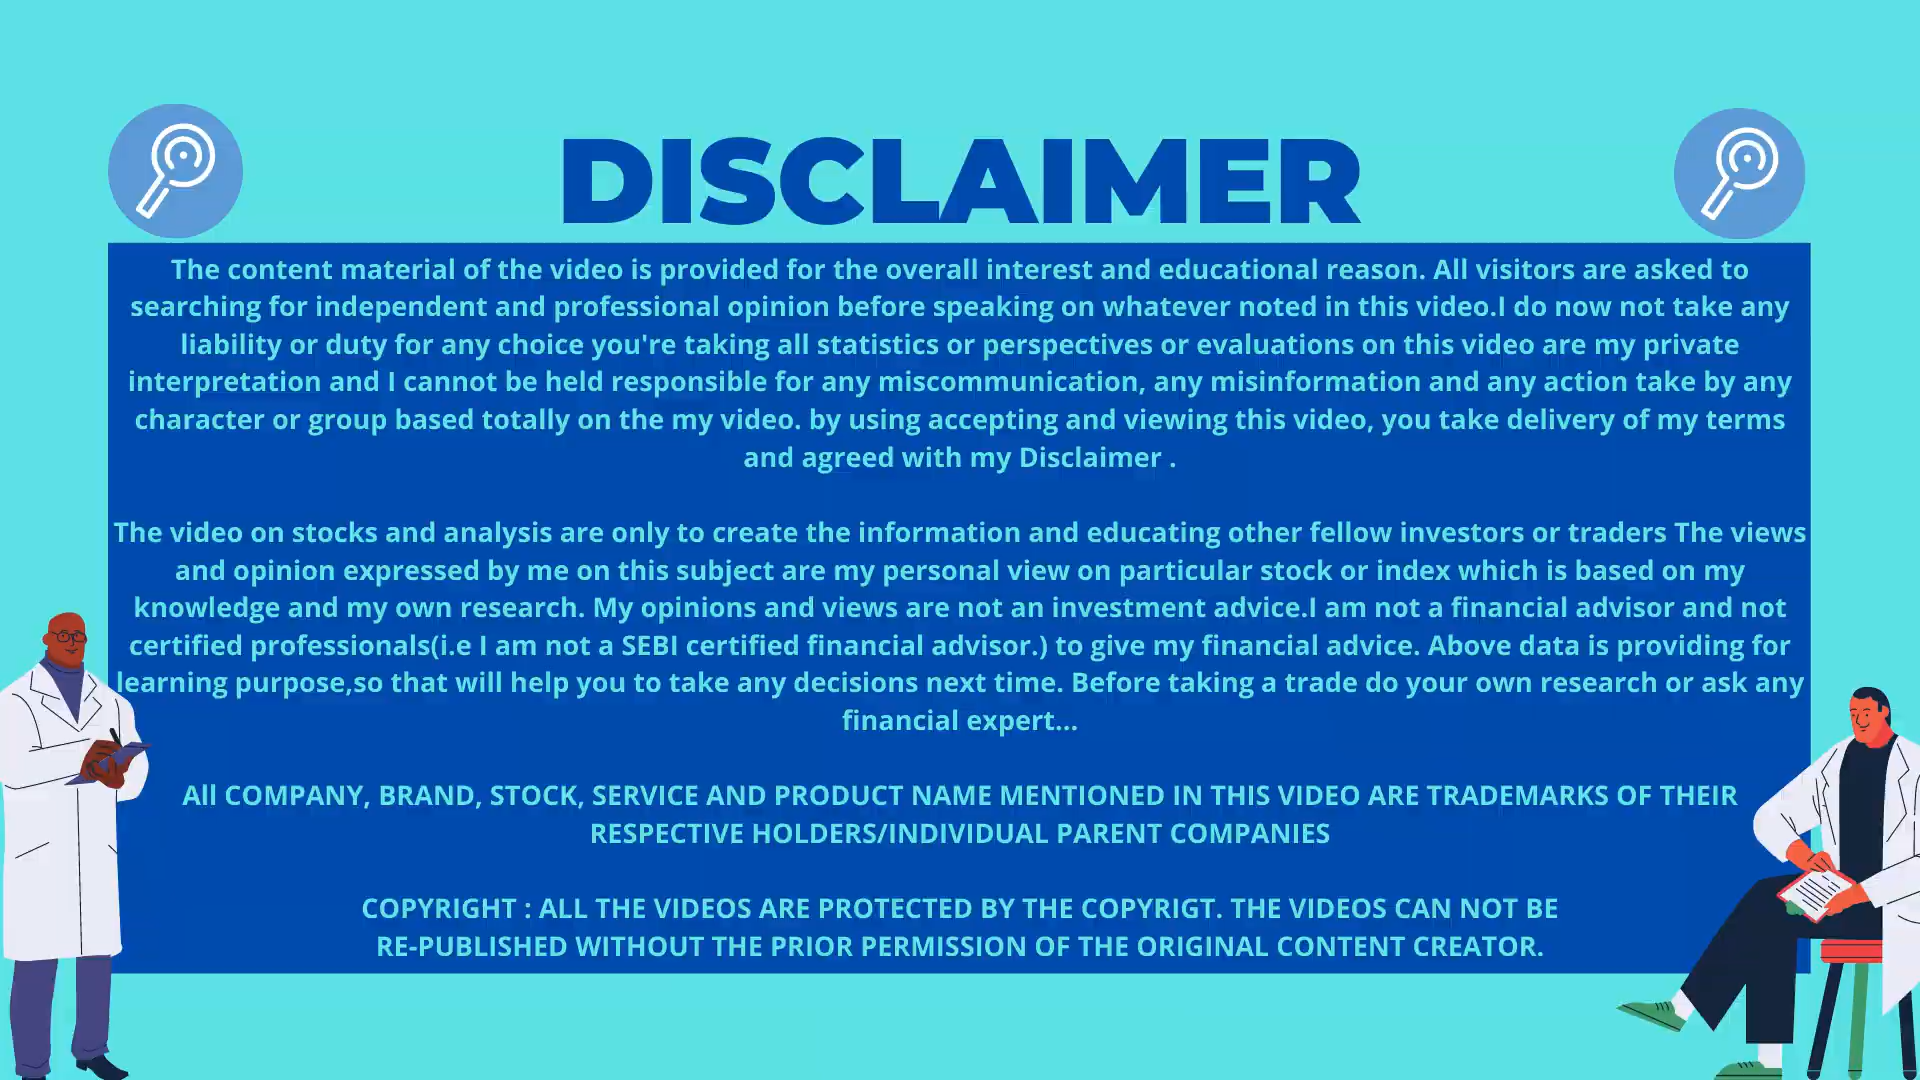 DISCLAIMER
The content material of the video is provided for the overall interest and educational reason. All visitors are asked to
searching for independent and professional opinion before speaking on whatever noted in this video.I do now not take any
liability or duty for any choice you're taking all statistics or perspectives or evaluations on this video are my private
interpretation and I cannot be held responsible for any miscommunication, any misinformation and any action take by any
character or group based totally on the my video. by using accepting and viewing this video, you take delivery of my terms
and agreed with my Disclaimer .
The video on stocks and analysis are only to create the information and educating other fellow investors or traders The views
and opinion expressed by me on this subject are my personal view on particular stock or index which is based on my
knowledge and my own research. My opinions and views are not an investment advice.I am not a financial advisor and not
certified professionals(i.e I am not a SEBI certified financial advisor.) to give my financial advice. Above data is providing for
learning purpose,so that will help you to take any decisions next time. Before taking a trade do your own research or ask any
financial expert...
All COMPANY, BRAND, STOCK, SERVICE AND PRODUCT NAME MENTIONED IN THIS VIDEO ARE TRADEMARKS OF THEIR
RESPECTIVE HOLDERS/INDIVIDUAL PARENT COMPANIES
COPYRIGHT : ALL THE VIDEOS ARE PROTECTED BY THE COPYRIGT. THE VIDEOS CAN NOT BE
RE-PUBLISHED WITHOUT THE PRIOR PERMISSION OF THE ORIGINAL CONTENT CREATOR.